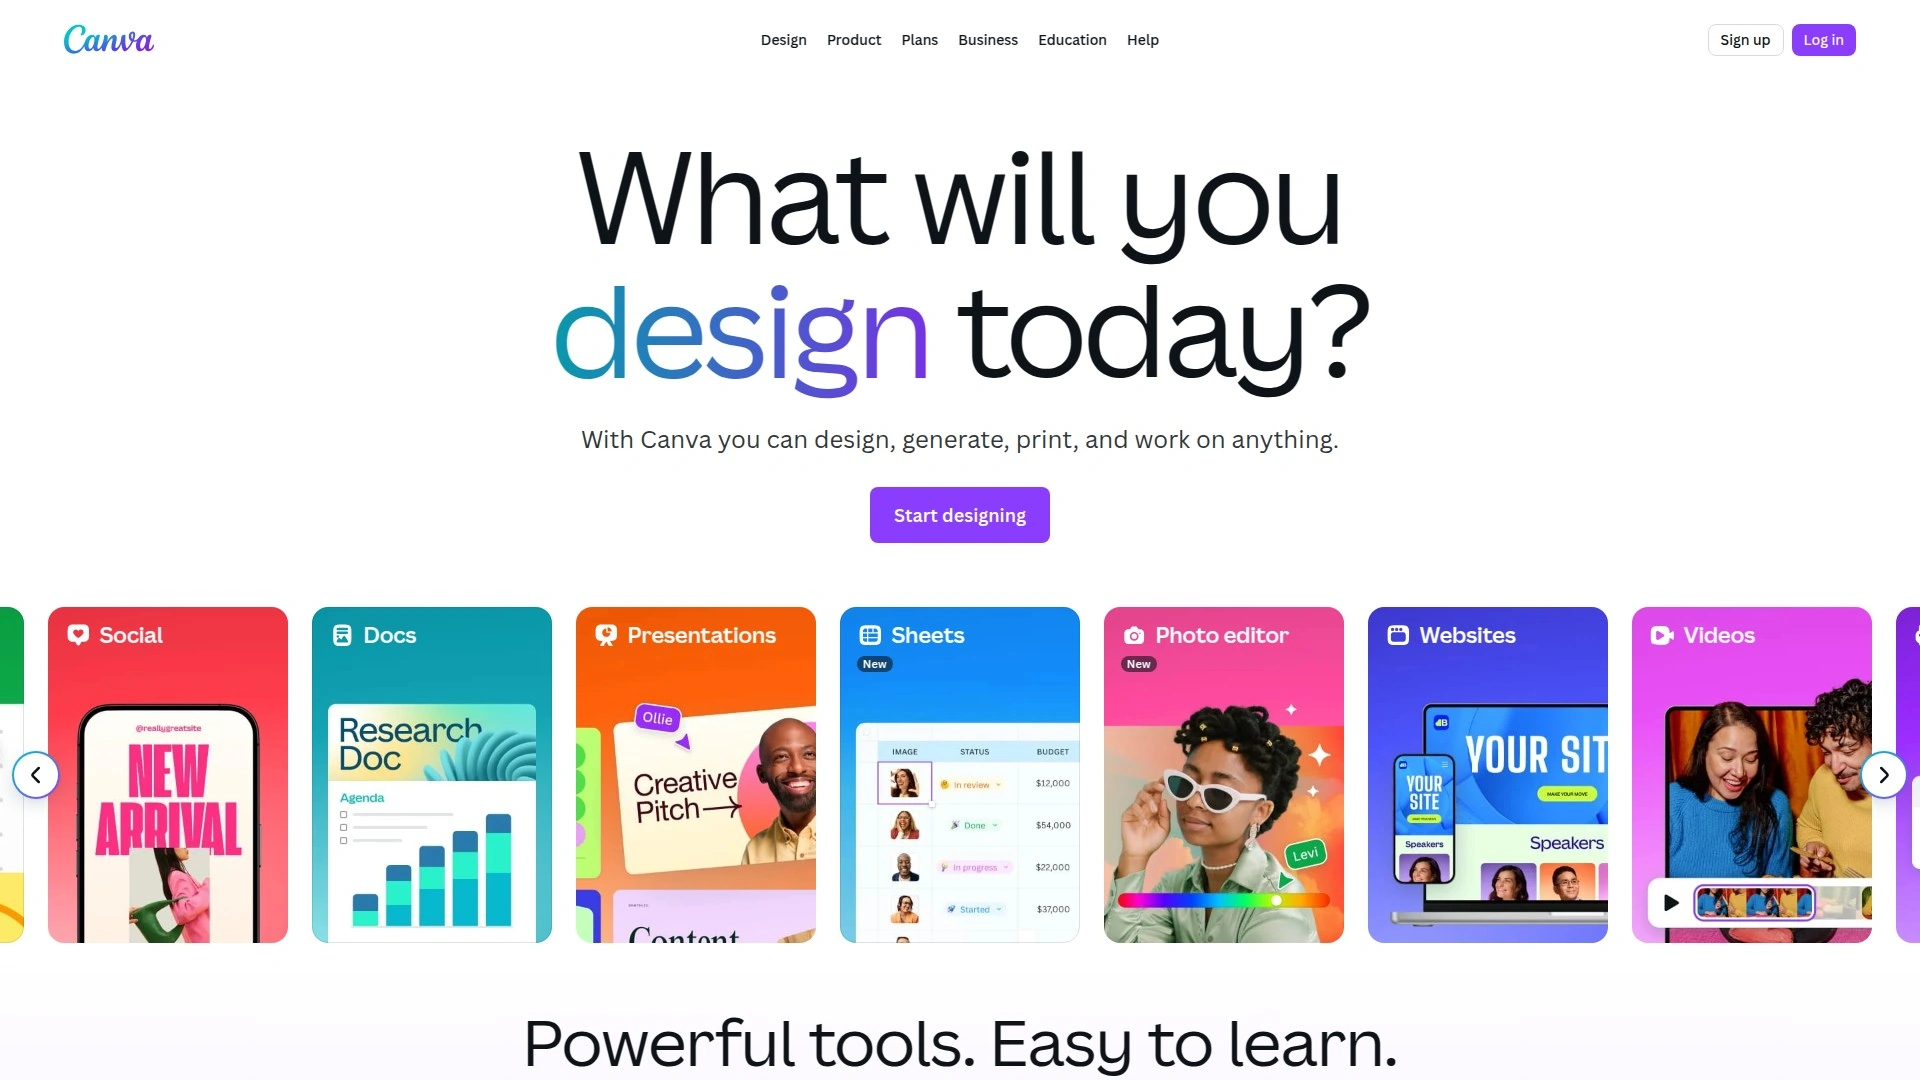 Canva
Design
Product
Plans
Business
Education
Help
Sign up
Log in
What will you
design today?
With Canva you can design, generate, print, and work on anything.
Start designing
Social
@reallygreatsite
NEW
ARRIVAL
Docs
Research
Doc
Agenda
Presentations
Ollie
Creative
Pitch
Content
Sheets
New
IMAGE STATUS BUDGET
In review $12,000
Done $54,000
In progress $22,000
Started $37,000
Photo editor
New
Levi
Websites
YOUR SIT
MAKE YOUR MOVE
YOUR
SITE
Speakers
Speakers
Videos
Powerful tools. Easy to learn.